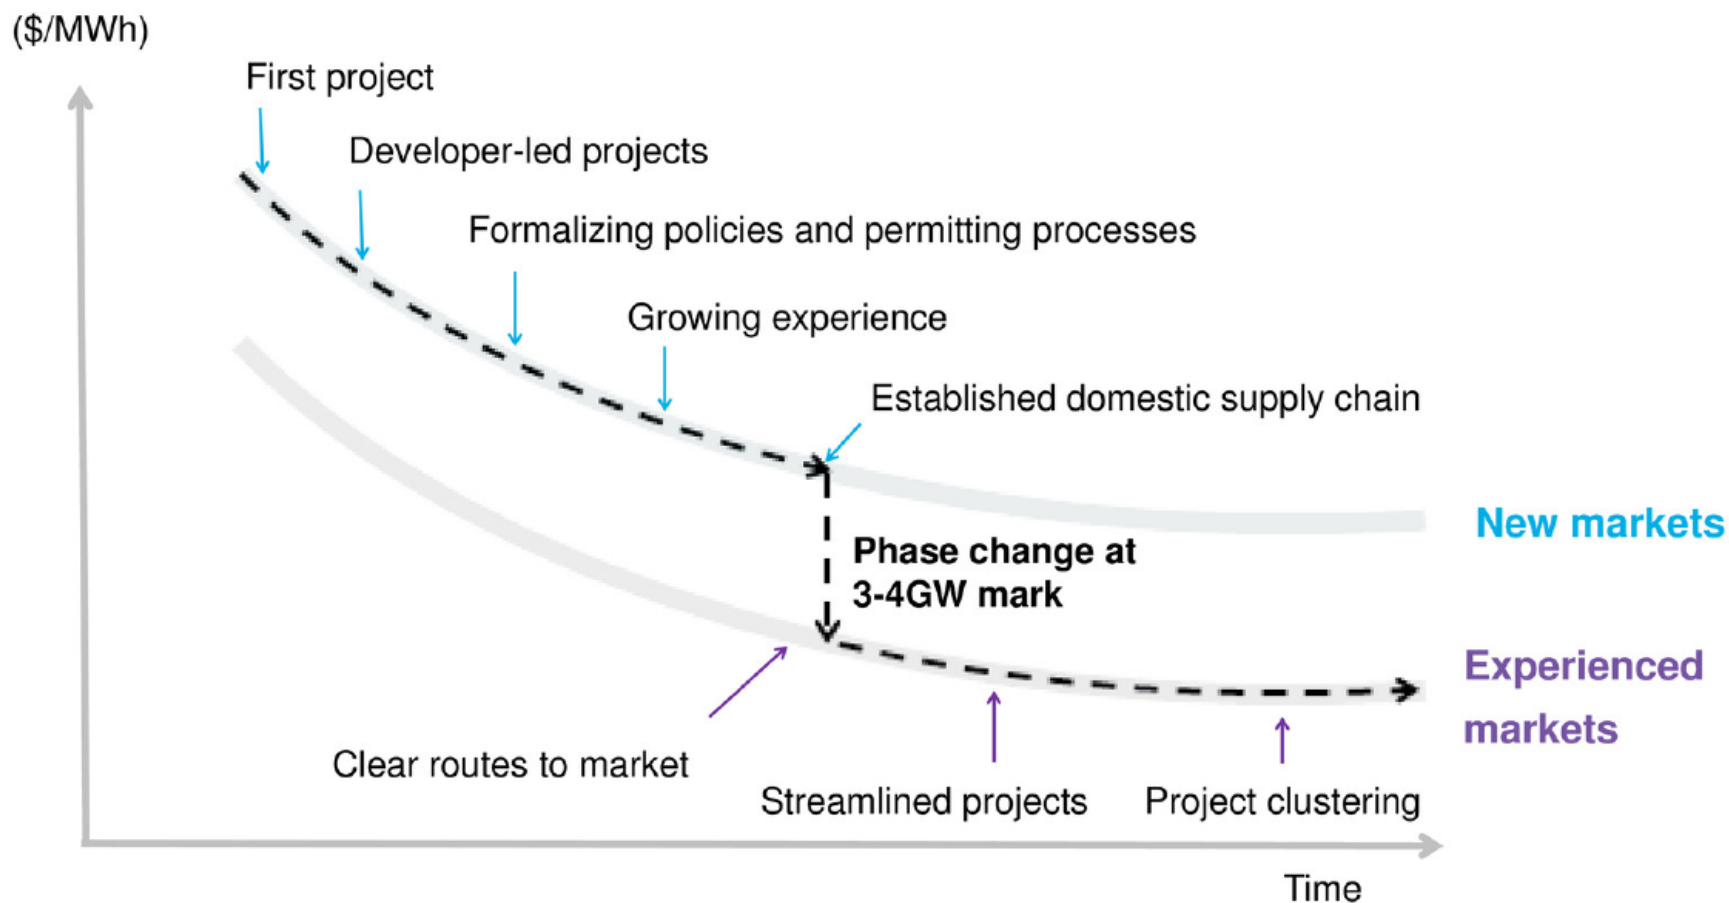 ($/MWh)
First project
Developer-led projects
Formalizing policies and permitting processes
Growing experience
Established domestic supply chain
New markets
Phase change at
3-4GW mark
Experienced
markets
Clear routes to market
Streamlined projects
Project clustering
Time